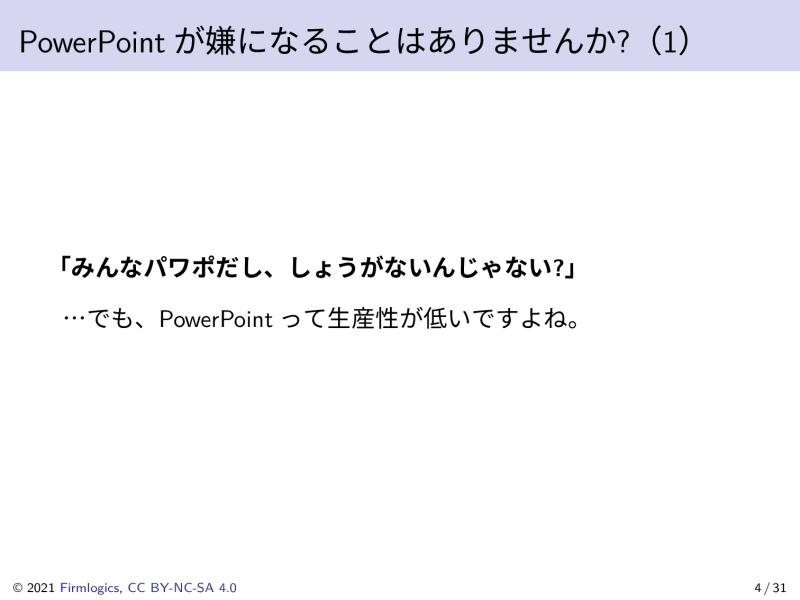 PowerPoint が嫌になることはありませんか?（1）
「みんなパワポだし、しょうがないんじゃない?」
…でも、PowerPoint って生産性が低いですよね。
© 2021 Firmlogics, CC BY-NC-SA 4.0
4 / 31